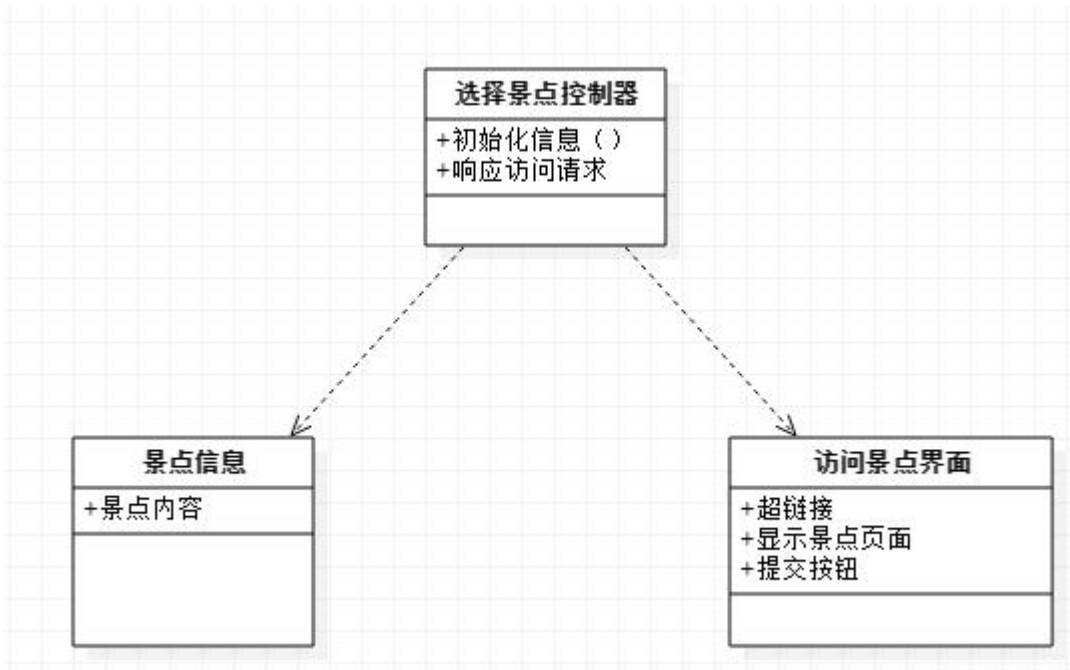 选择景点控制器
+初始化信息（）
+响应访问请求
景点信息
+景点内容
访问景点界面
+超链接
+显示景点页面
+提交按钮